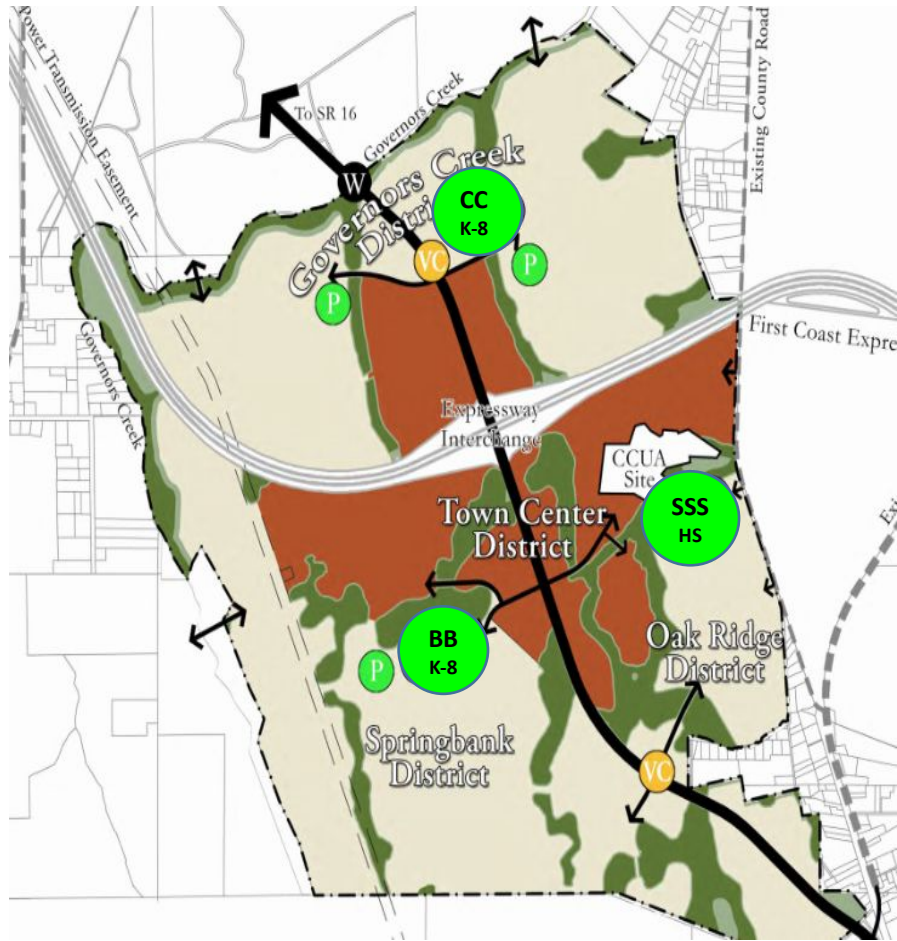 Power Transmission Easement
To SR 16
Governors Creek
Existing County Road
W
Governors Creek
District
CC
K-8
VC
P
P
Governors Creek
First Coast Expre
Expressway
Interchange
CCUA
Site
SSS
HS
Town Center
District
BB
K-8
P
Oak Ridge
District
Springbank
District
VC